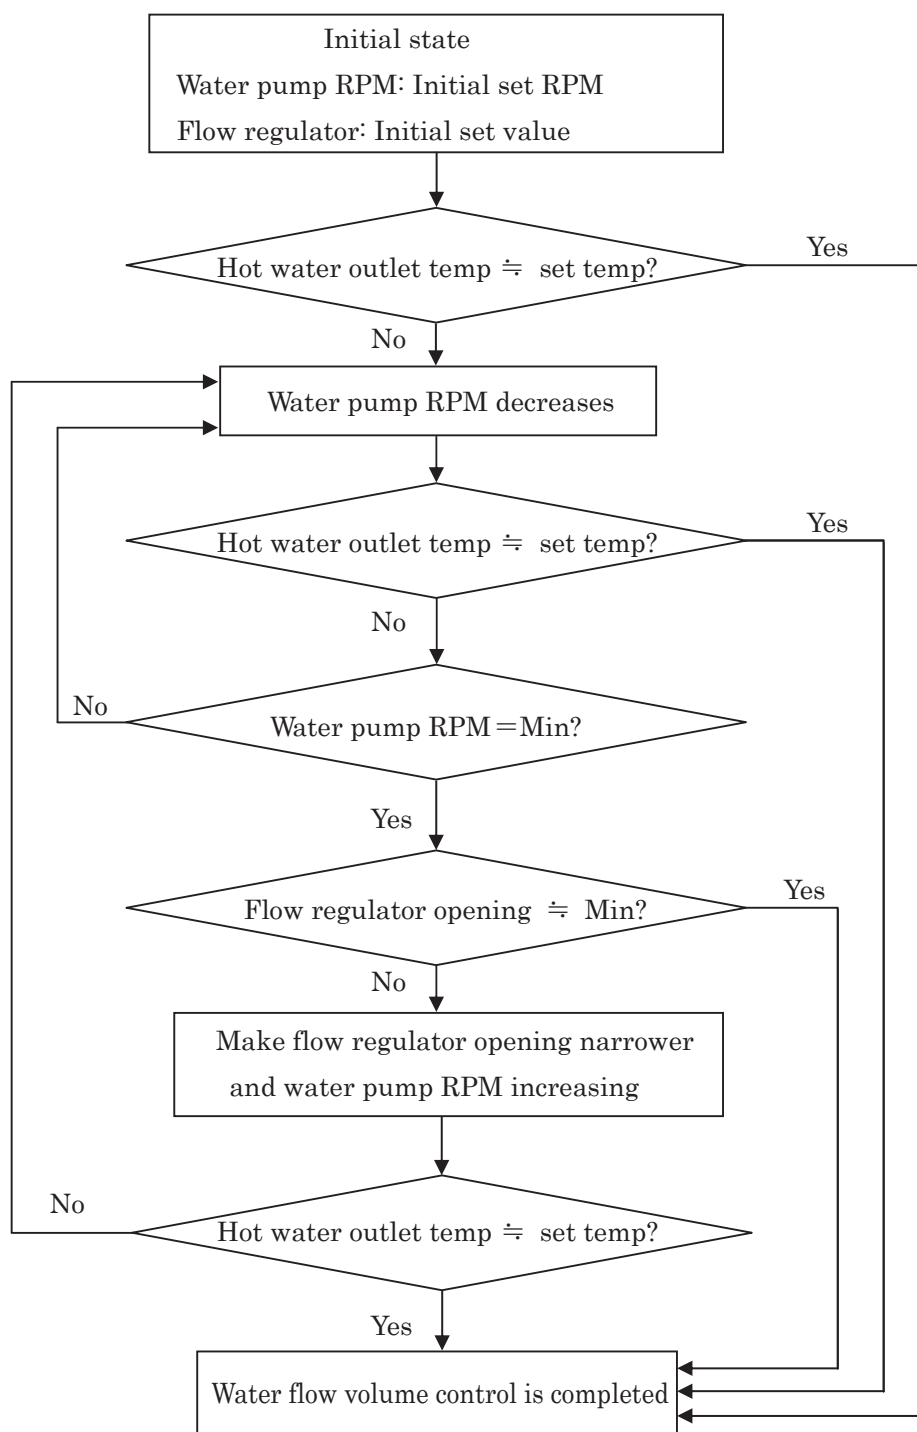 Initial state
Water pump RPM: Initial set RPM
Flow regulator: Initial set value
Hot water outlet temp ≒ set temp?
Yes
No
Water pump RPM decreases
Hot water outlet temp ≒ set temp?
Yes
No
Water pump RPM＝Min?
No
Yes
Flow regulator opening ≒ Min?
Yes
No
Make flow regulator opening narrower
and water pump RPM increasing
Hot water outlet temp ≒ set temp?
No
Yes
Water flow volume control is completed